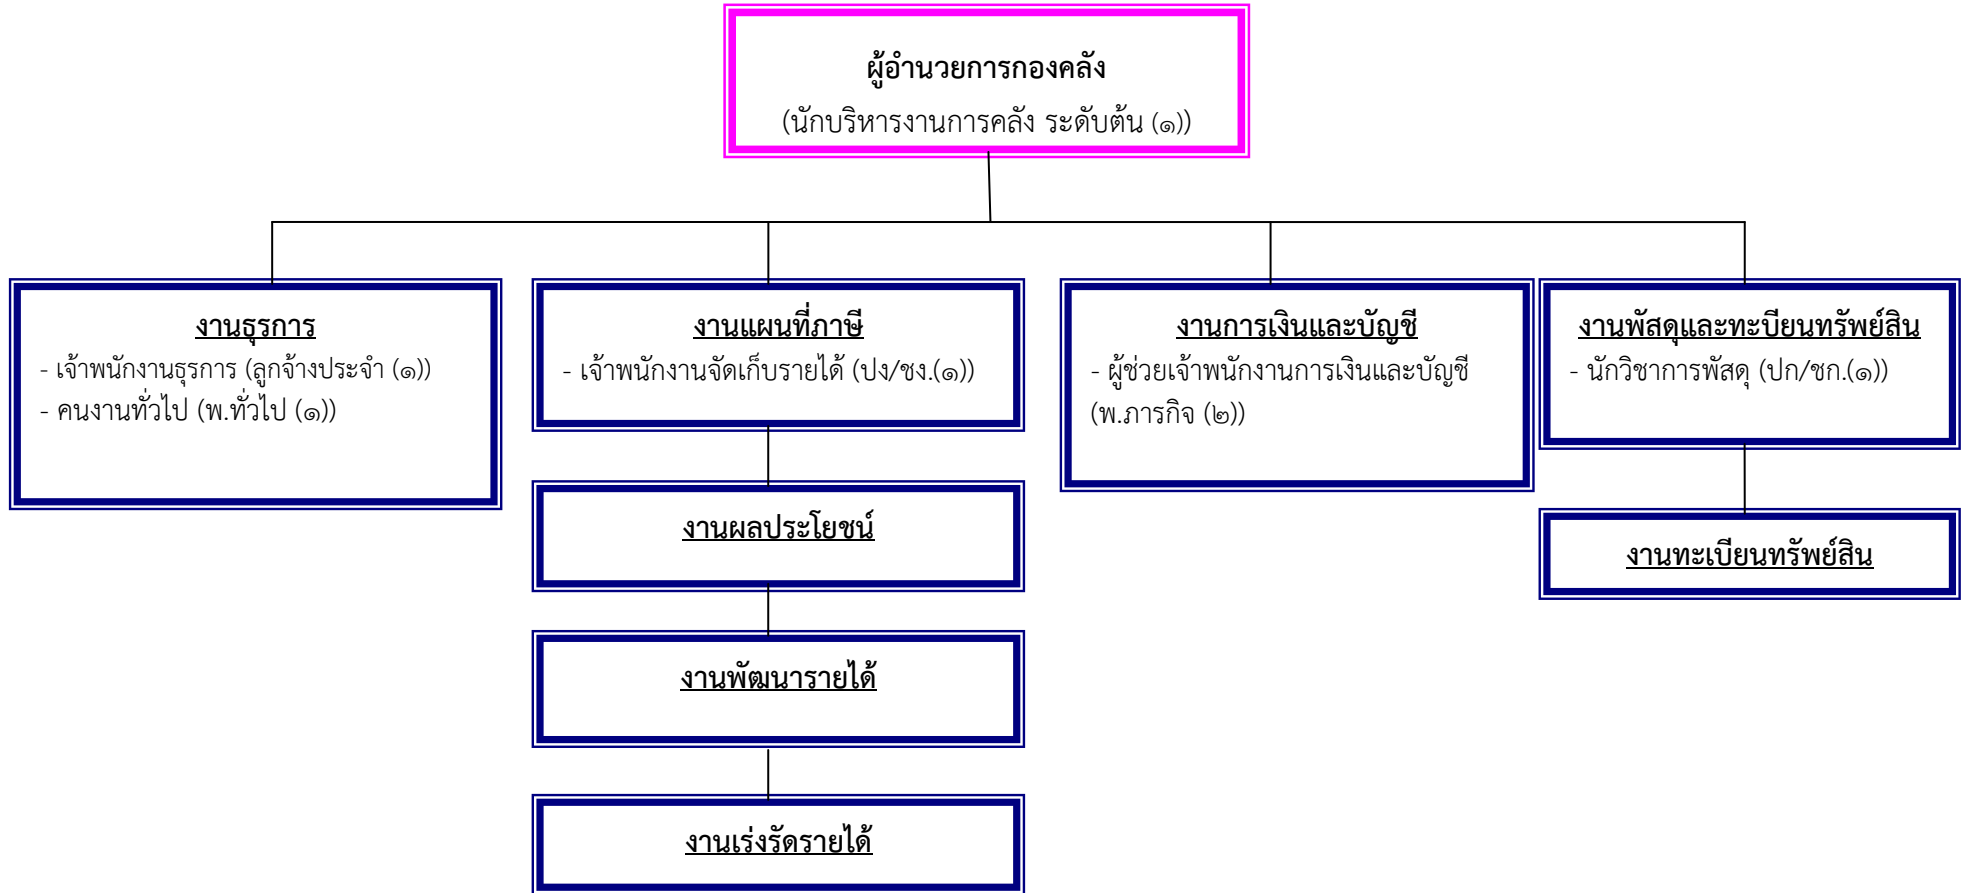 ผู้อำนวยการกองคลัง
(นักบริหารงานการคลัง ระดับต้น (๑))
งานธุรการ
- เจ้าพนักงานธุรการ (ลูกจ้างประจำ (๑))
- คนงานทั่วไป (พ.ทั่วไป (๑))
งานแผนที่ภาษี
- เจ้าพนักงานจัดเก็บรายได้ (ปง/ชง.(๑))
งานผลประโยชน์
งานพัฒนารายได้
งานเร่งรัดรายได้
งานการเงินและบัญชี
- ผู้ช่วยเจ้าพนักงานการเงินและบัญชี
(พ.ภารกิจ (๒))
งานพัสดุและทะบียนทรัพย์สิน
- นักวิชาการพัสดุ (ปก/ชก.(๑))
งานทะเบียนทรัพย์สิน